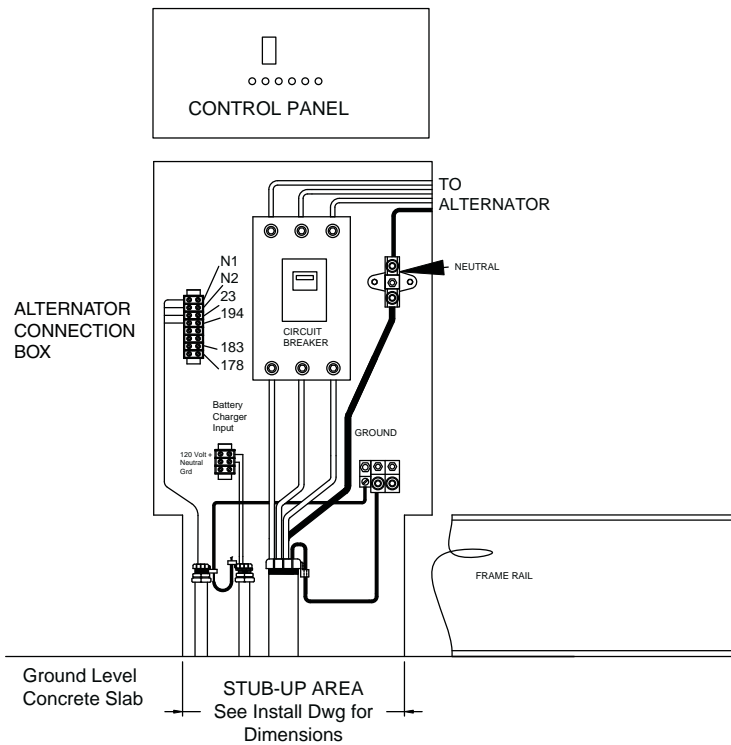 CONTROL PANEL
TO
ALTERNATOR
NEUTRAL
N1
N2
23
194
183
178
ALTERNATOR
CONNECTION
BOX
CIRCUIT
BREAKER
Battery
Charger
Input
120 Volt +
Neutral
Grd
GROUND
FRAME RAIL
Ground Level
Concrete Slab
STUB-UP AREA
See Install Dwg for
Dimensions